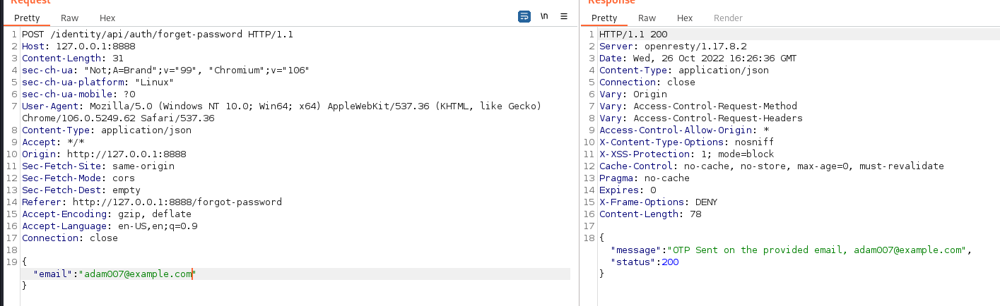 Request
Pretty Raw Hex
\n
1 POST /identity/api/auth/forget-password HTTP/1.1
2 Host: 127.0.0.1:8888
3 Content-Length: 31
4 sec-ch-ua: "Not;A=Brand";v="99", "Chromium";v="106"
5 sec-ch-ua-platform: "Linux"
6 sec-ch-ua-mobile: ?0
7 User-Agent: Mozilla/5.0 (Windows NT 10.0; Win64; x64) AppleWebKit/537.36 (KHTML, like Gecko)
Chrome/106.0.5249.62 Safari/537.36
8 Content-Type: application/json
9 Accept: */*
10 Origin: http://127.0.0.1:8888
11 Sec-Fetch-Site: same-origin
12 Sec-Fetch-Mode: cors
13 Sec-Fetch-Dest: empty
14 Referer: http://127.0.0.1:8888/forgot-password
15 Accept-Encoding: gzip, deflate
16 Accept-Language: en-US,en;q=0.9
17 Connection: close
18
19 {
"email":"adam007@example.com"
}
Response
Pretty Raw Hex Render
1 HTTP/1.1 200
2 Server: openresty/1.17.8.2
3 Date: Wed, 26 Oct 2022 16:26:36 GMT
4 Content-Type: application/json
5 Connection: close
6 Vary: Origin
7 Vary: Access-Control-Request-Method
8 Vary: Access-Control-Request-Headers
9 Access-Control-Allow-Origin: *
10 X-Content-Type-Options: nosniff
11 X-XSS-Protection: 1; mode=block
12 Cache-Control: no-cache, no-store, max-age=0, must-revalidate
13 Pragma: no-cache
14 Expires: 0
15 X-Frame-Options: DENY
16 Content-Length: 78
17
18 {
"message":"OTP Sent on the provided email, adam007@example.com",
"status":200
}